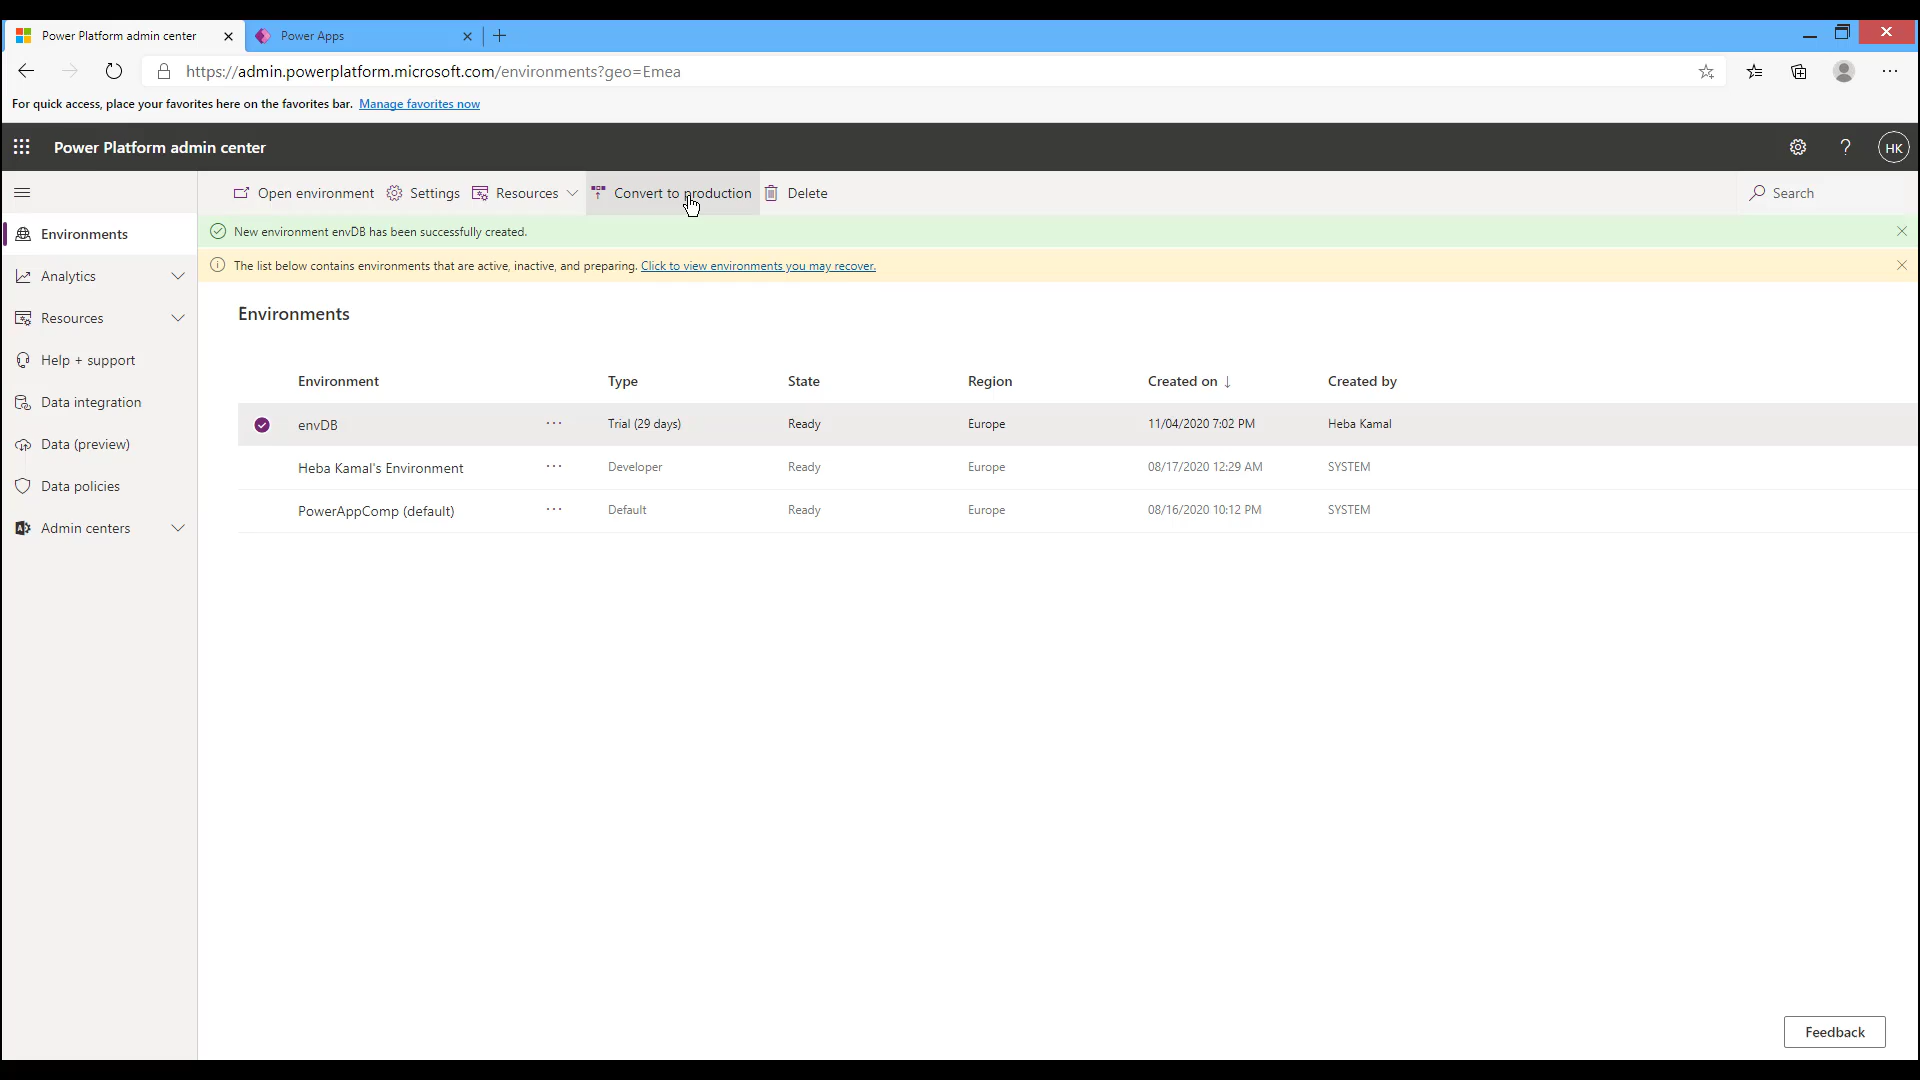 Power Platform admin center
Power Apps
https://admin.powerplatform.microsoft.com/environments?geo=Emea
For quick access, place your favorites here on the favorites bar. Manage favorites now
Power Platform admin center
HK
Open environment
Settings
Resources
Convert to production
Delete
Search
New environment envDB has been successfully created.
The list below contains environments that are active, inactive, and preparing. Click to view environments you may recover.
Environments
Analytics
Resources
Help + support
Data integration
Data (preview)
Data policies
Admin centers
Environments
Environment Type State Region Created on ↓ Created by
envDB ... Trial (29 days) Ready Europe 11/04/2020 7:02 PM Heba Kamal
Heba Kamal's Environment ... Developer Ready Europe 08/17/2020 12:29 AM SYSTEM
PowerAppComp (default) ... Default Ready Europe 08/16/2020 10:12 PM SYSTEM
Feedback